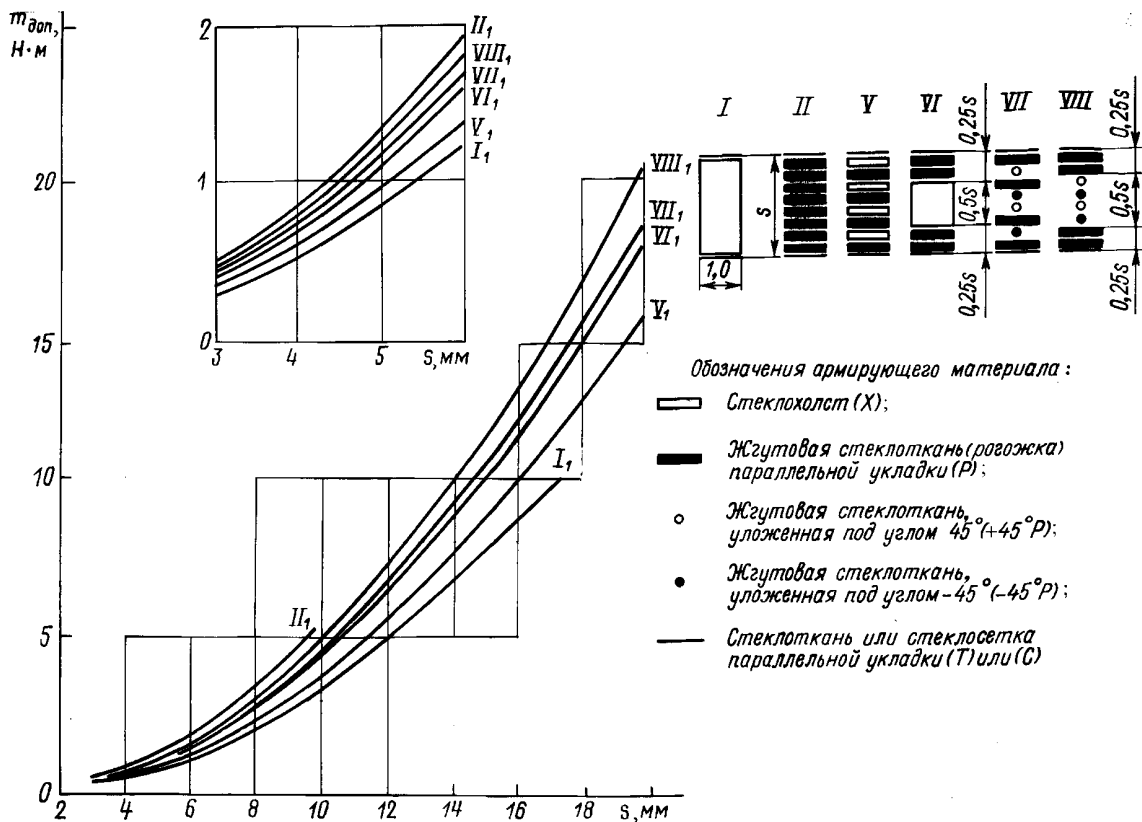 m доп,
Н·м
20
15
10
5
0
2
4
6
8
10
12
14
16
18
s, мм
I₁
II₁
VIII₁
VII₁
VI₁
V₁
2
1
0
3
4
5
s, мм
II₁
VIII₁
VII₁
VI₁
V₁
I₁
I
II
V
VI
VII
VIII
s
1,0
0,25s
0,5s
0,25s
0,25s
0,5s
0,25s
Обозначения армирующего материала:
Стеклохолст (Х);
Жгутовая стеклоткань (рогожка)
параллельной укладки (Р);
Жгутовая стеклоткань,
уложенная под углом 45° (+45°Р);
Жгутовая стеклоткань,
уложенная под углом -45° (-45°Р);
Стеклоткань или стеклосетка
параллельной укладки (Т) или (С)